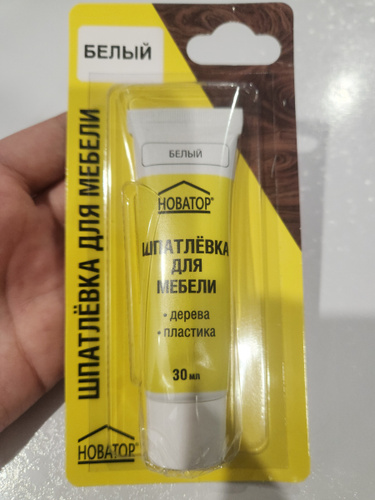 БЕЛЫЙ
ШПАТЛЁВКА ДЛЯ МЕБЕЛИ
НОВАТОР®
БЕЛЫЙ
НОВАТОР®
ШПАТЛЁВКА
ДЛЯ
МЕБЕЛИ
• дерева
• пластика
30 мл